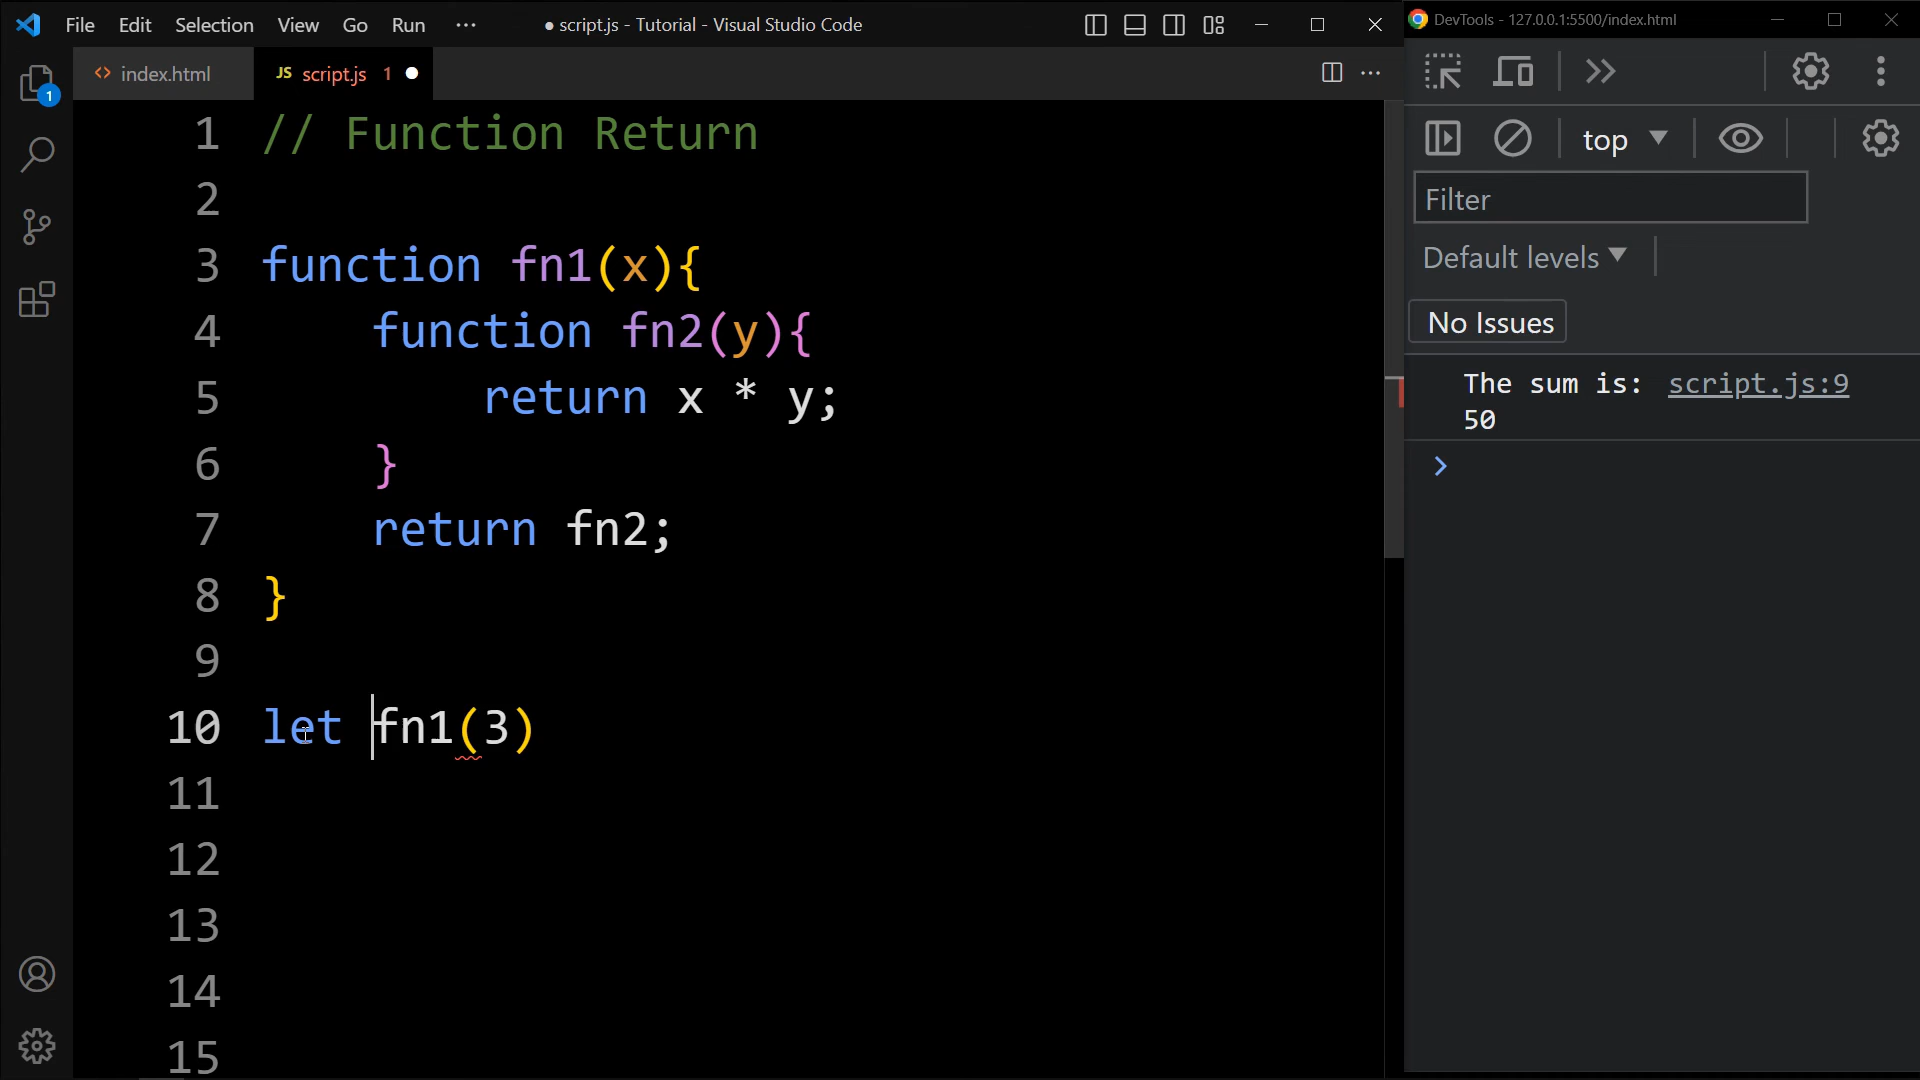 File Edit Selection View Go Run ··· ● script.js - Tutorial - Visual Studio Code
<> index.html JS script.js 1 ●
1
1 // Function Return
2
3 function fn1(x){
4 function fn2(y){
5 return x * y;
6 }
7 return fn2;
8 }
9
10 let fn1(3)
11
12
13
14
15
DevTools - 127.0.0.1:5500/index.html
top
Filter
Default levels
No Issues
The sum is: script.js:9
50